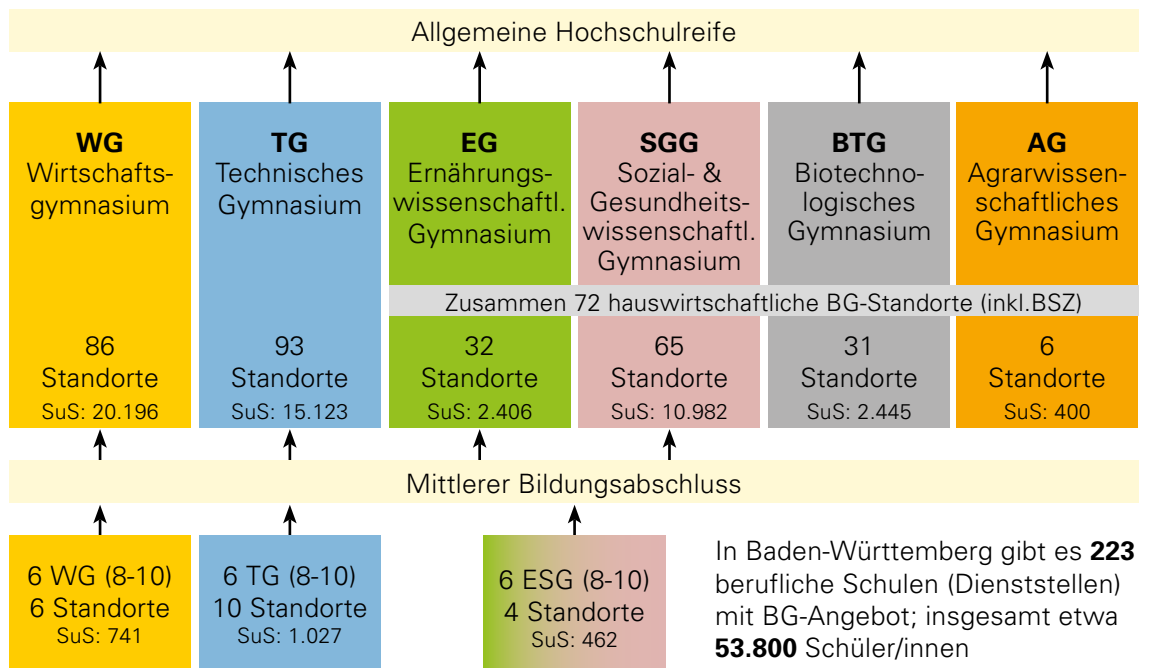 Allgemeine Hochschulreife
WG
Wirtschafts-
gymnasium
86
Standorte
SuS: 20.196
TG
Technisches
Gymnasium
93
Standorte
SuS: 15.123
EG
Ernährungs-
wissenschaftl.
Gymnasium
SGG
Sozial- &
Gesundheits-
wissenschaftl.
Gymnasium
BTG
Biotechno-
logisches
Gymnasium
AG
Agrarwissen-
schaftliches
Gymnasium
Zusammen 72 hauswirtschaftliche BG-Standorte (inkl.BSZ)
32
Standorte
SuS: 2.406
65
Standorte
SuS: 10.982
31
Standorte
SuS: 2.445
6
Standorte
SuS: 400
Mittlerer Bildungsabschluss
6 WG (8-10)
6 Standorte
SuS: 741
6 TG (8-10)
10 Standorte
SuS: 1.027
6 ESG (8-10)
4 Standorte
SuS: 462
In Baden-Württemberg gibt es 223
berufliche Schulen (Dienststellen)
mit BG-Angebot; insgesamt etwa
53.800 Schüler/innen